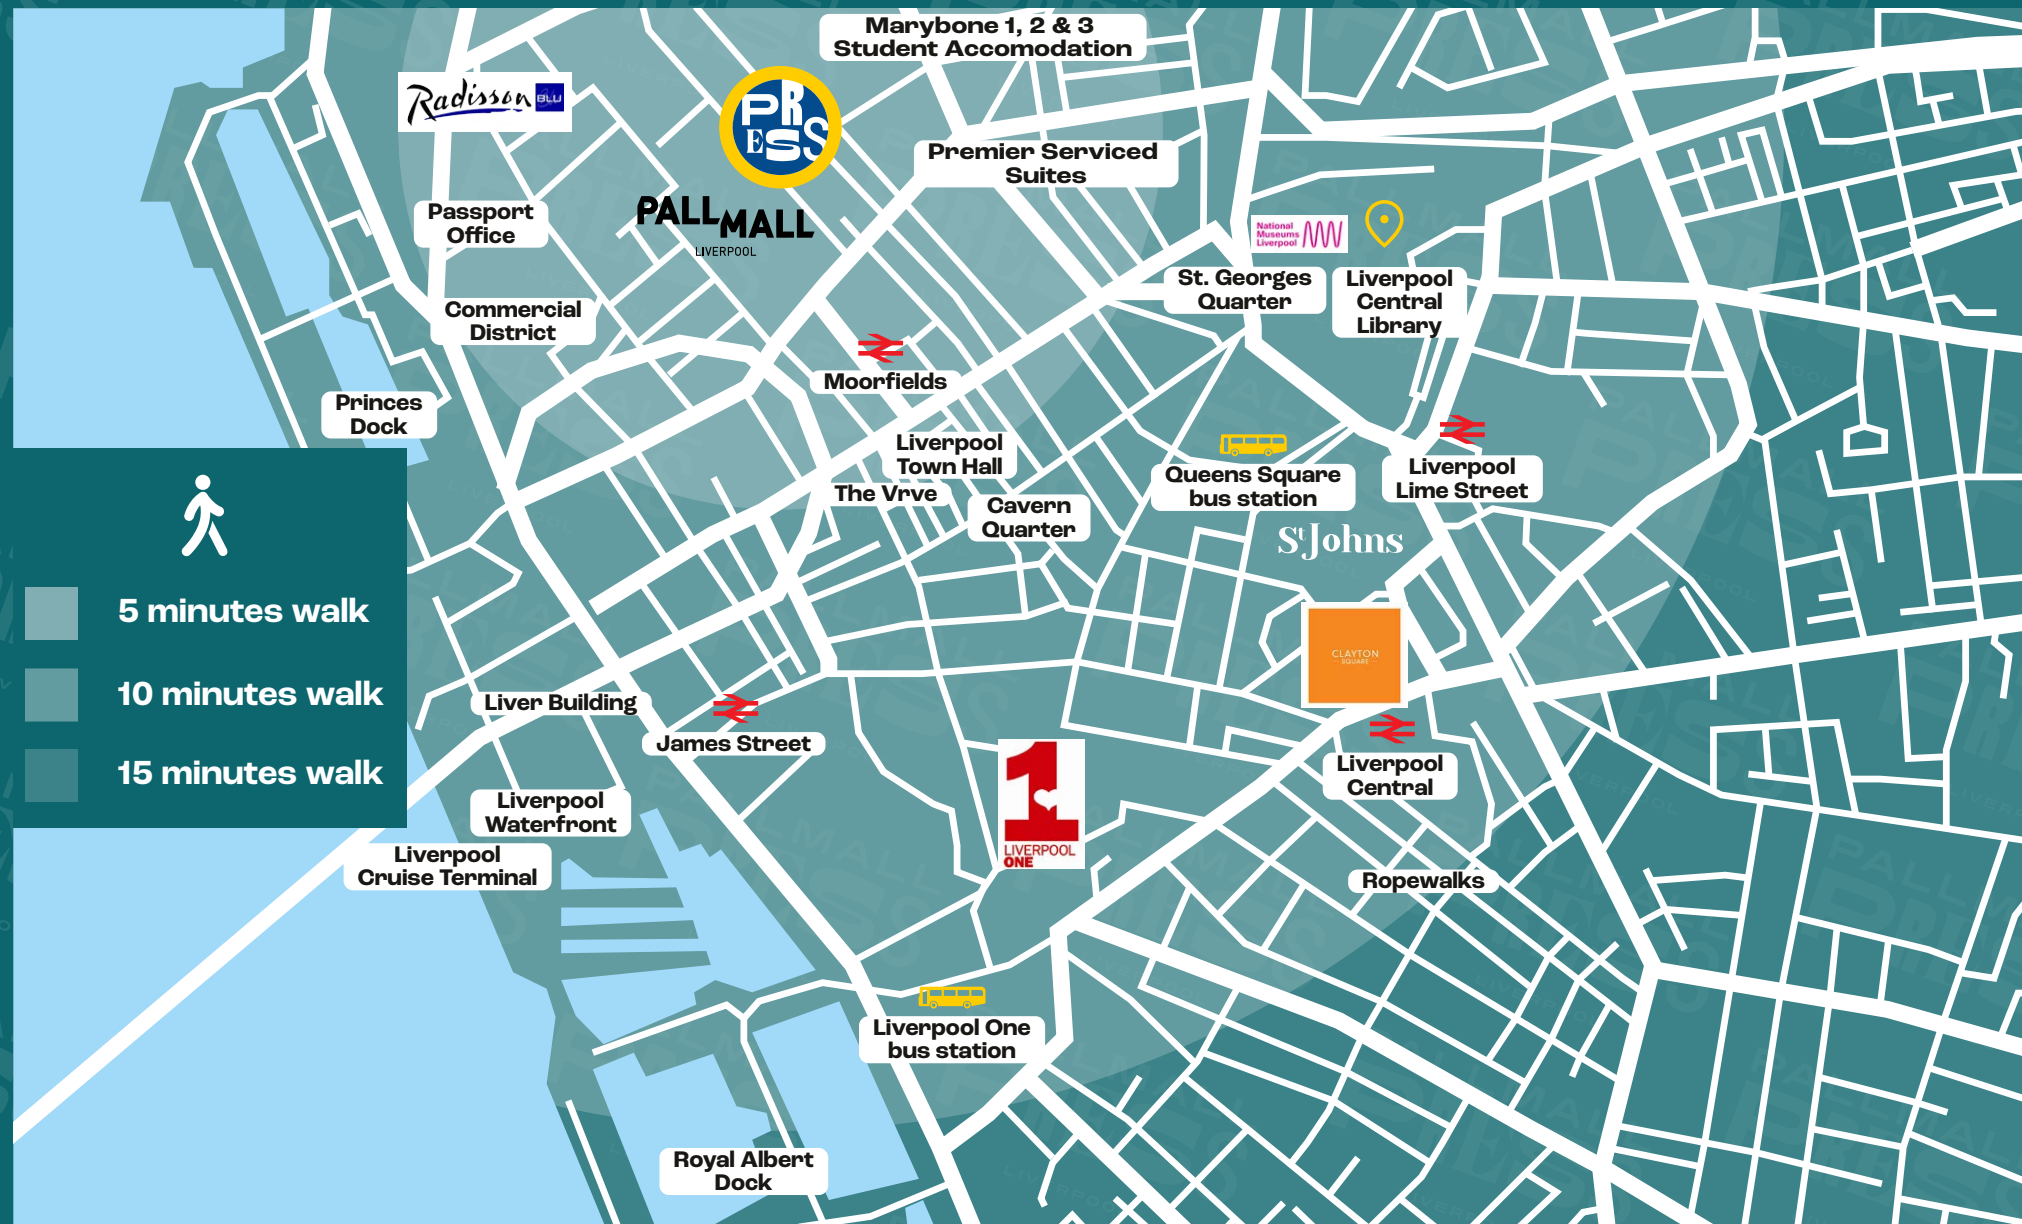 Marybone 1, 2 & 3
Student Accomodation
Radisson
BLU
PRESS
Premier Serviced
Suites
Passport
Office
PALL MALL
LIVERPOOL
National
Museums
Liverpool
St. Georges
Quarter
Liverpool
Central
Library
Commercial
District
Moorfields
Princes
Dock
Liverpool
Town Hall
The Vrve
Cavern
Quarter
Queens Square
bus station
Liverpool
Lime Street
St Johns
5 minutes walk
10 minutes walk
15 minutes walk
CLAYTON
SQUARE
Liver Building
James Street
Liverpool
Central
1
LIVERPOOL
ONE
Liverpool
Waterfront
Liverpool
Cruise Terminal
Ropewalks
Liverpool One
bus station
Royal Albert
Dock